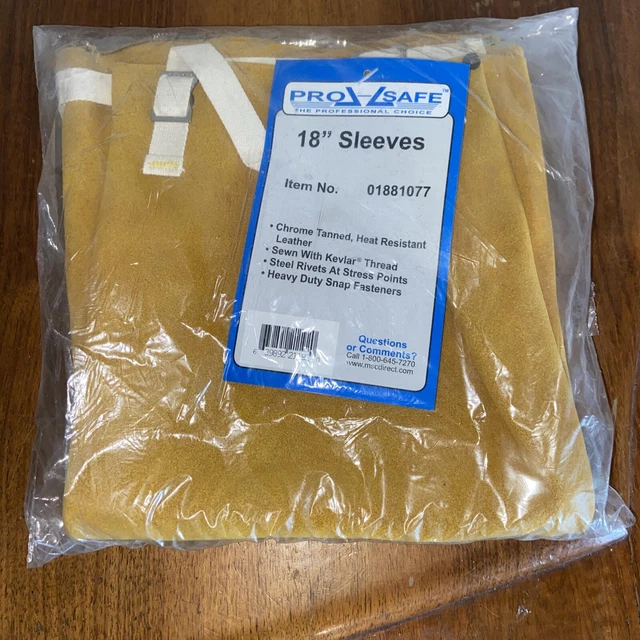 PRO SAFE™
THE PROFESSIONAL CHOICE
18” Sleeves
Item No. 01881077
• Chrome Tanned, Heat Resistant
Leather
• Sewn With Kevlar® Thread
• Steel Rivets At Stress Points
• Heavy Duty Snap Fasteners
Questions
or Comments?
Call 1-800-645-7270
www.mscdirect.com